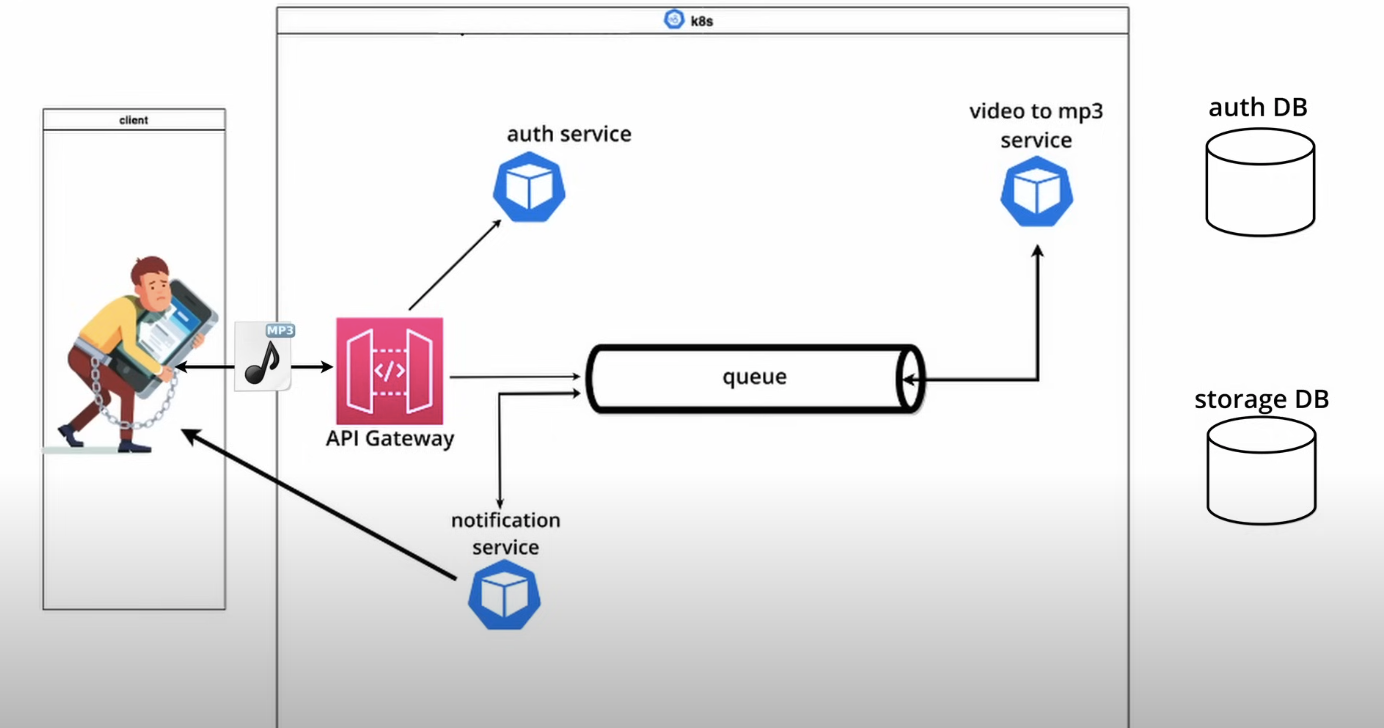 k8s
client
auth service
video to mp3
service
auth DB
MP3
</>
API Gateway
queue
storage DB
notification
service